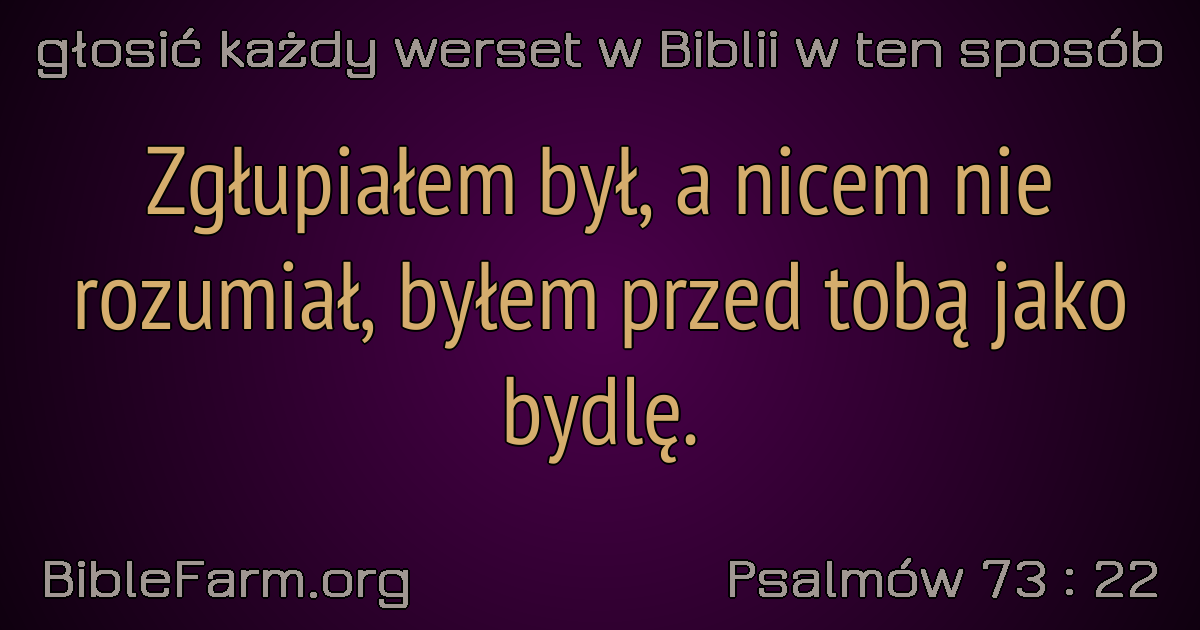 głosić każdy werset w Biblii w ten sposób
Zgłupiałem był, a nicem nie
rozumiał, byłem przed tobą jako
bydlę.
BibleFarm.org
Psalmów 73 : 22